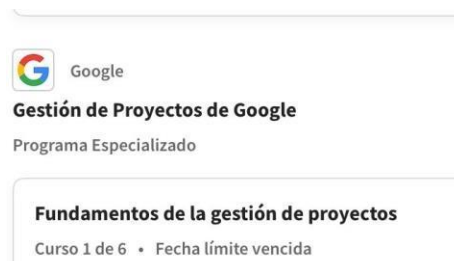 Google
Gestión de Proyectos de Google
Programa Especializado
Fundamentos de la gestión de proyectos
Curso 1 de 6 • Fecha límite vencida